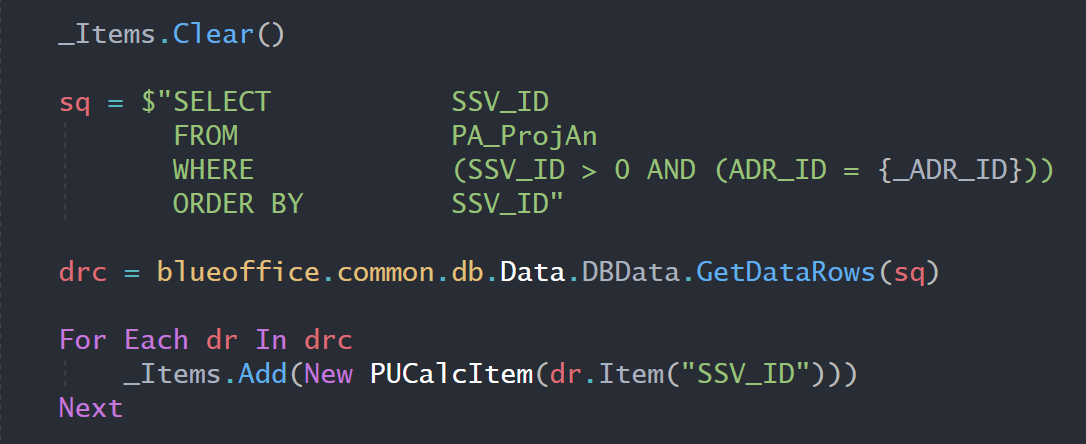 _Items.Clear()
sq = $"SELECT SSV_ID
FROM PA_ProjAn
WHERE (SSV_ID > 0 AND (ADR_ID = {_ADR_ID}))
ORDER BY SSV_ID"
drc = blueoffice.common.db.Data.DBData.GetDataRows(sq)
For Each dr In drc
_Items.Add(New PUCalcItem(dr.Item("SSV_ID")))
Next